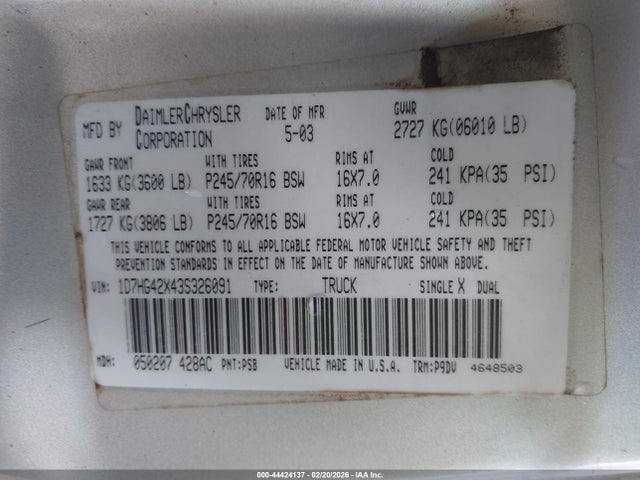 MFD BY DAIMLERCHRYSLER CORPORATION DATE OF MFR 5-03 GVWR 2727 KG(06010 LB)
GAWR FRONT WITH TIRES RIMS AT COLD
1633 KG(3600 LB) P245/70R16 BSW 16X7.0 241 KPA(35 PSI)
GAWR REAR WITH TIRES RIMS AT COLD
1727 KG(3806 LB) P245/70R16 BSW 16X7.0 241 KPA(35 PSI)
THIS VEHICLE CONFORMS TO ALL APPLICABLE FEDERAL MOTOR VEHICLE SAFETY AND THEFT
PREVENTION STANDARDS IN EFFECT ON THE DATE OF MANUFACTURE SHOWN ABOVE.
VIN: 1D7HG42X43S326091 TYPE: TRUCK SINGLE X DUAL
MDH: 050207 428AC PNT:PSB VEHICLE MADE IN U.S.A. TRM:P9DV 4648503
000-44424137 - 02/20/2026 - IAA Inc.